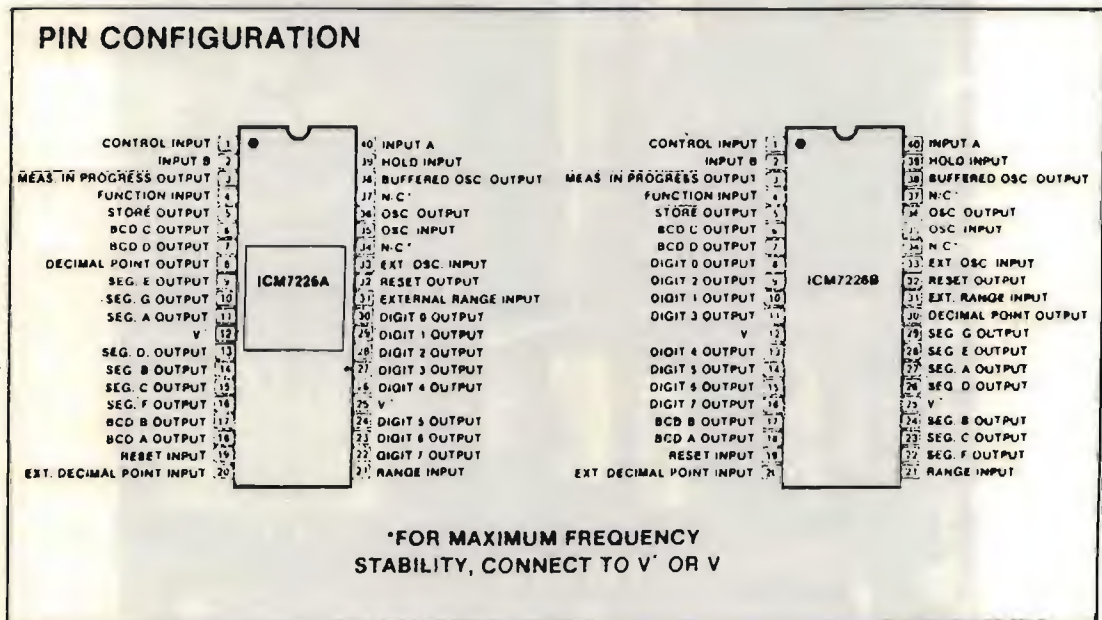 PIN CONFIGURATION
CONTROL INPUT 1
INPUT B 2
MEAS. IN PROGRESS OUTPUT 3
FUNCTION INPUT 4
STORE OUTPUT 5
BCD C OUTPUT 6
BCD D OUTPUT 7
DECIMAL POINT OUTPUT 8
SEG. E OUTPUT 9
SEG. G OUTPUT 10
SEG. A OUTPUT 11
V 12
SEG. D. OUTPUT 13
SEG B OUTPUT 14
SEG. C OUTPUT 15
SEG. F OUTPUT 16
BCD B OUTPUT 17
BCD A OUTPUT 18
RESET INPUT 19
EXT. DECIMAL POINT INPUT 20
ICM7226A
40 INPUT A
39 HOLD INPUT
38 BUFFERED OSC OUTPUT
37 N/C*
36 OSC OUTPUT
35 OSC INPUT
34 N/C*
33 EXT OSC. INPUT
32 RESET OUTPUT
31 EXTERNAL RANGE INPUT
30 DIGIT 0 OUTPUT
29 DIGIT 1 OUTPUT
28 DIGIT 2 OUTPUT
27 DIGIT 3 OUTPUT
26 DIGIT 4 OUTPUT
25 V
24 DIGIT 5 OUTPUT
23 DIGIT 6 OUTPUT
22 DIGIT 7 OUTPUT
21 RANGE INPUT
CONTROL INPUT 1
INPUT B 2
MEAS IN PROGRESS OUTPUT 3
FUNCTION INPUT 4
STORE OUTPUT 5
BCD C OUTPUT 6
BCD D OUTPUT 7
DIGIT 0 OUTPUT 8
DIGIT 2 OUTPUT 9
DIGIT 1 OUTPUT 10
DIGIT 3 OUTPUT 11
V 12
DIGIT 4 OUTPUT 13
DIGIT 5 OUTPUT 14
DIGIT 6 OUTPUT 15
DIGIT 7 OUTPUT 16
BCD B OUTPUT 17
BCD A OUTPUT 18
RESET INPUT 19
EXT DECIMAL POINT INPUT 20
ICM7226B
40 INPUT A
39 HOLD INPUT
38 BUFFERED OSC OUTPUT
37 N/C
36 OSC OUTPUT
35 OSC INPUT
34 N/C*
33 EXT OSC INPUT
32 RESET OUTPUT
31 EXT. RANGE INPUT
30 DECIMAL POINT OUTPUT
29 SEG G OUTPUT
28 SEG E OUTPUT
27 SEG. A OUTPUT
26 SEG D OUTPUT
25 V
24 SEG. B OUTPUT
23 SEG. C OUTPUT
22 SEG. F OUTPUT
21 RANGE INPUT
*FOR MAXIMUM FREQUENCY
STABILITY, CONNECT TO V OR V